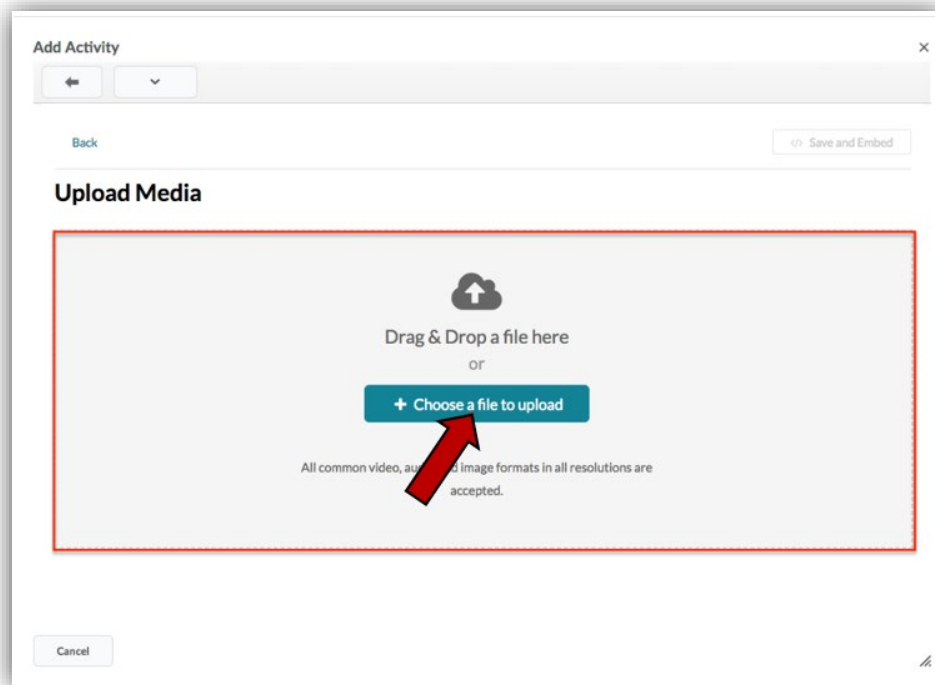 Add Activity
Back
Save and Embed
Upload Media
Drag & Drop a file here
or
+ Choose a file to upload
All common video, image formats in all resolutions are
accepted.
Cancel